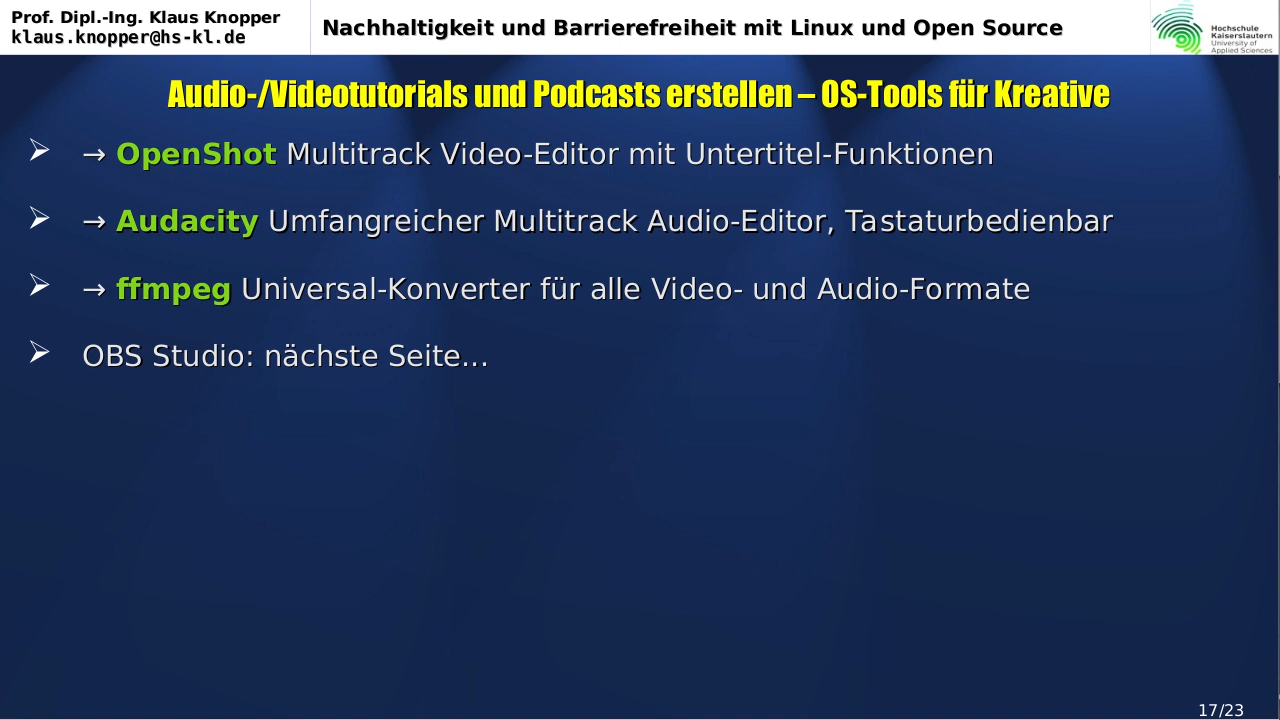 Prof. Dipl.-Ing. Klaus Knopper
klaus.knopper@hs-kl.de
Nachhaltigkeit und Barrierefreiheit mit Linux und Open Source
Hochschule
Kaiserslautern
University of
Applied Sciences
Audio-/Videotutorials und Podcasts erstellen – OS-Tools für Kreative
➢ → OpenShot Multitrack Video-Editor mit Untertitel-Funktionen
➢ → Audacity Umfangreicher Multitrack Audio-Editor, Tastaturbedienbar
➢ → ffmpeg Universal-Konverter für alle Video- und Audio-Formate
➢ OBS Studio: nächste Seite...
17/23